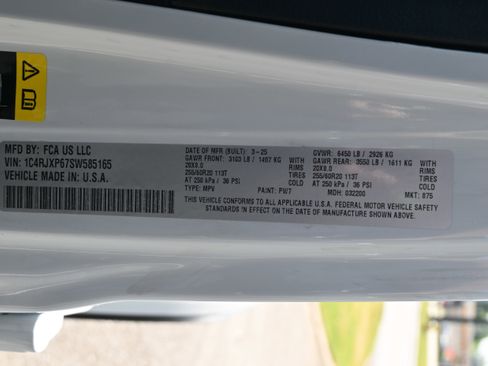 MFD BY: FCA US LLC
VIN: 1C4RJXP67SW585165
VEHICLE MADE IN: U.S.A.
DATE OF MFR (BUILT): 3-25 GVWR: 6450 LB / 2926 KG
GAWR FRONT: 3103 LB / 1407 KG WITH GAWR REAR: 3550 LB / 1611 KG WITH
20X8.0 RIMS 20X8.0 RIMS
255/60R20 113T TIRES 255/60R20 113T TIRES
AT 250 kPa / 36 PSI COLD AT 250 kPa / 36 PSI COLD
TYPE: MPV PAINT: PW7 MDH: 032200 MKT: 875
THIS VEHICLE CONFORMS TO ALL APPLICABLE U.S.A. FEDERAL MOTOR VEHICLE SAFETY
STANDARDS IN EFFECT ON THE DATE OF MANUFACTURE SHOWN ABOVE.